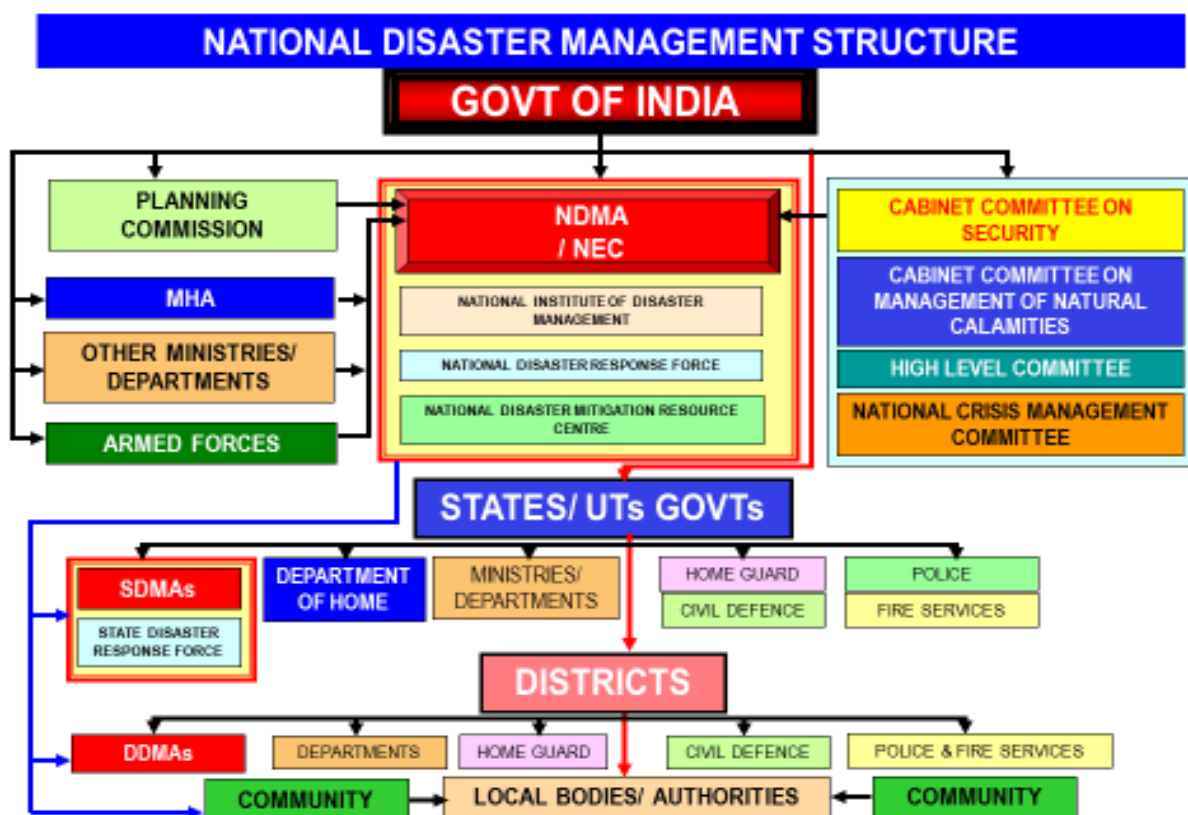 NATIONAL DISASTER MANAGEMENT STRUCTURE
GOVT OF INDIA
PLANNING
COMMISSION
MHA
OTHER MINISTRIES/
DEPARTMENTS
ARMED FORCES
NDMA
/ NEC
NATIONAL INSTITUTE OF DISASTER
MANAGEMENT
NATIONAL DISASTER RESPONSE FORCE
NATIONAL DISASTER MITIGATION RESOURCE
CENTRE
CABINET COMMITTEE ON
SECURITY
CABINET COMMITTEE ON
MANAGEMENT OF NATURAL
CALAMITIES
HIGH LEVEL COMMITTEE
NATIONAL CRISIS MANAGEMENT
COMMITTEE
STATES/ UTs GOVTs
SDMAs
STATE DISASTER
RESPONSE FORCE
DEPARTMENT
OF HOME
MINISTRIES/
DEPARTMENTS
HOME GUARD
CIVIL DEFENCE
POLICE
FIRE SERVICES
DISTRICTS
DDMAs
DEPARTMENTS
HOME GUARD
CIVIL DEFENCE
POLICE & FIRE SERVICES
COMMUNITY
LOCAL BODIES/ AUTHORITIES
COMMUNITY